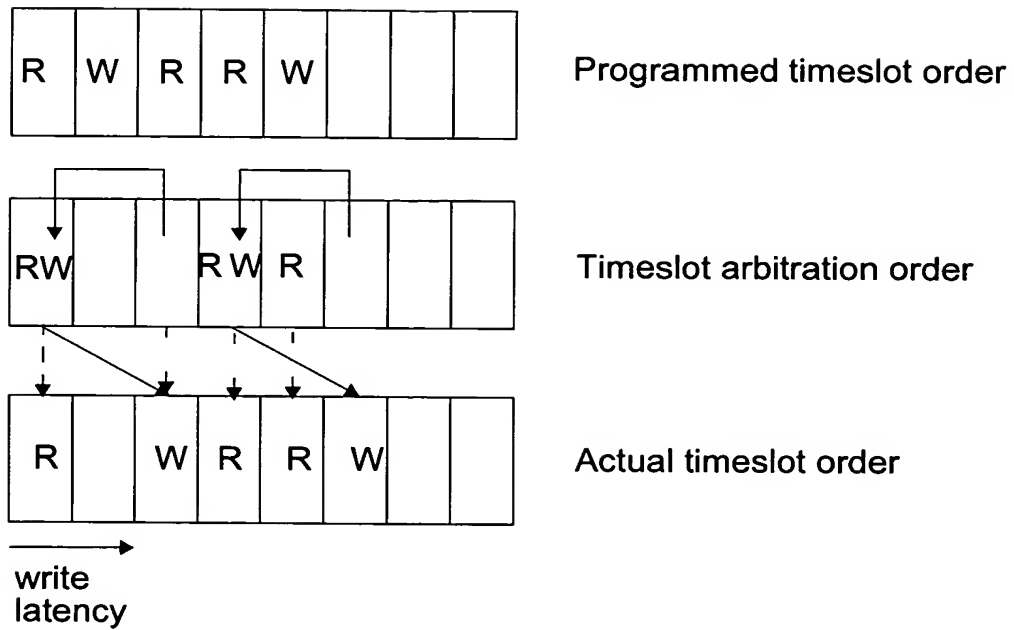 R W R R W Programmed timeslot order
RW R W R Timeslot arbitration order
R W R R W Actual timeslot order
write
latency